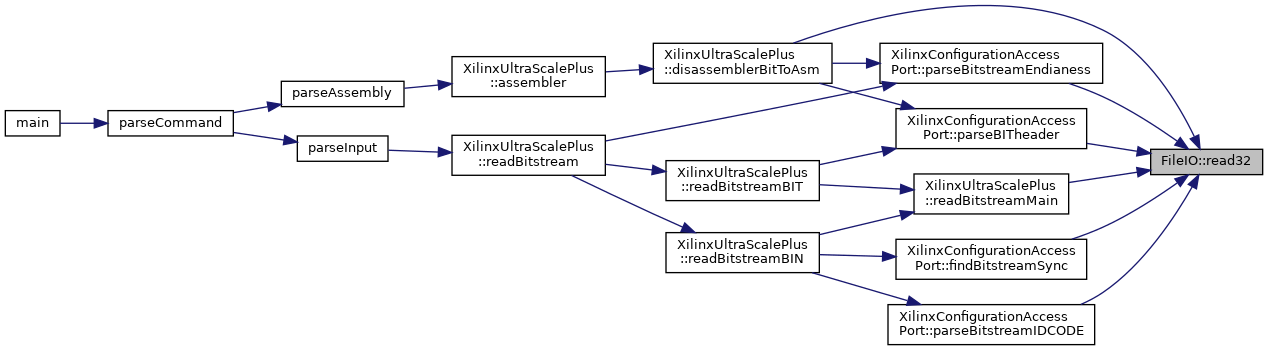 main
parseCommand
parseAssembly
parseInput
XilinxUltraScalePlus
::assembler
XilinxUltraScalePlus
::readBitstream
XilinxUltraScalePlus
::disassemblerBitToAsm
XilinxUltraScalePlus
::readBitstreamBIT
XilinxUltraScalePlus
::readBitstreamBIN
XilinxConfigurationAccess
Port::parseBitstreamEndianess
XilinxConfigurationAccess
Port::parseBITheader
XilinxUltraScalePlus
::readBitstreamMain
XilinxConfigurationAccess
Port::findBitstreamSync
XilinxConfigurationAccess
Port::parseBitstreamIDCODE
FileIO::read32